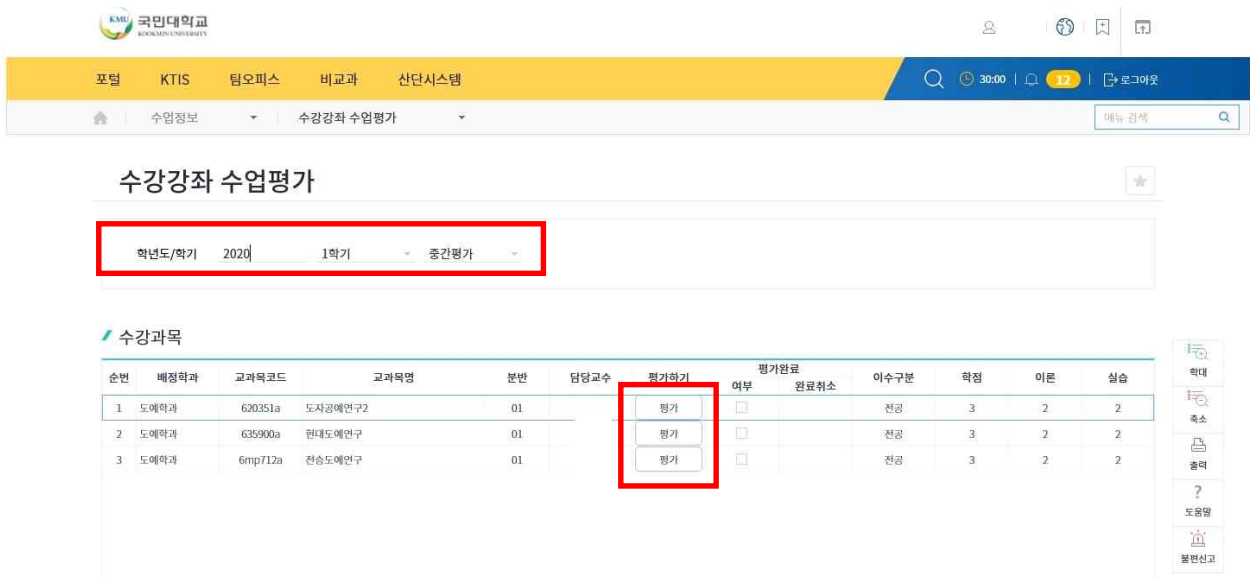 KMU 국민대학교
KOOKMIN UNIVERSITY
포털 KTIS 팀오피스 비교과 산단시스템 30:00 12 로그아웃
수업정보 수강강좌 수업평가 메뉴 검색
수강강좌 수업평가
학년도/학기 2020 1학기 중간평가
수강과목
순번 배정학과 교과목코드 교과목명 분반 담당교수 평가하기 평가완료 이수구분 학점 이론 실습
여부 완료취소
1 도예학과 620351a 도자공예연구2 01 평가 전공 3 2 2
2 도예학과 635900a 현대도예연구 01 평가 전공 3 2 2
3 도예학과 6mp712a 전승도예연구 01 평가 전공 3 2 2
확대
축소
출력
?
도움말
불편신고